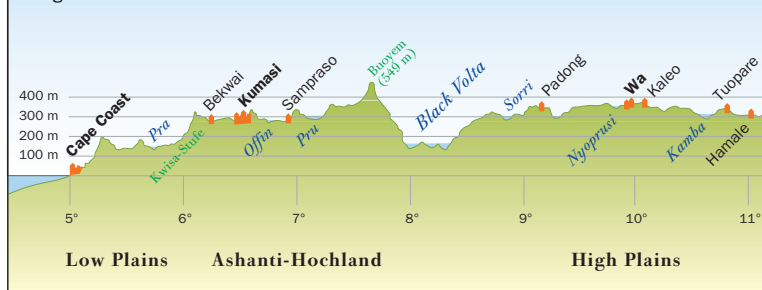 Buoyem
(549 m)
Bekwai
Kumasi
Sampraso
Black Volta
Sorri
Padong
Wa
Kaleo
Tuopare
400 m
300 m
200 m
100 m
Cape Coast
Pra
Kwisa-Stufe
Offin
Pru
Nyoprusi
Kamba
Hamale
5° 6° 7° 8° 9° 10° 11°
Low Plains Ashanti-Hochland High Plains